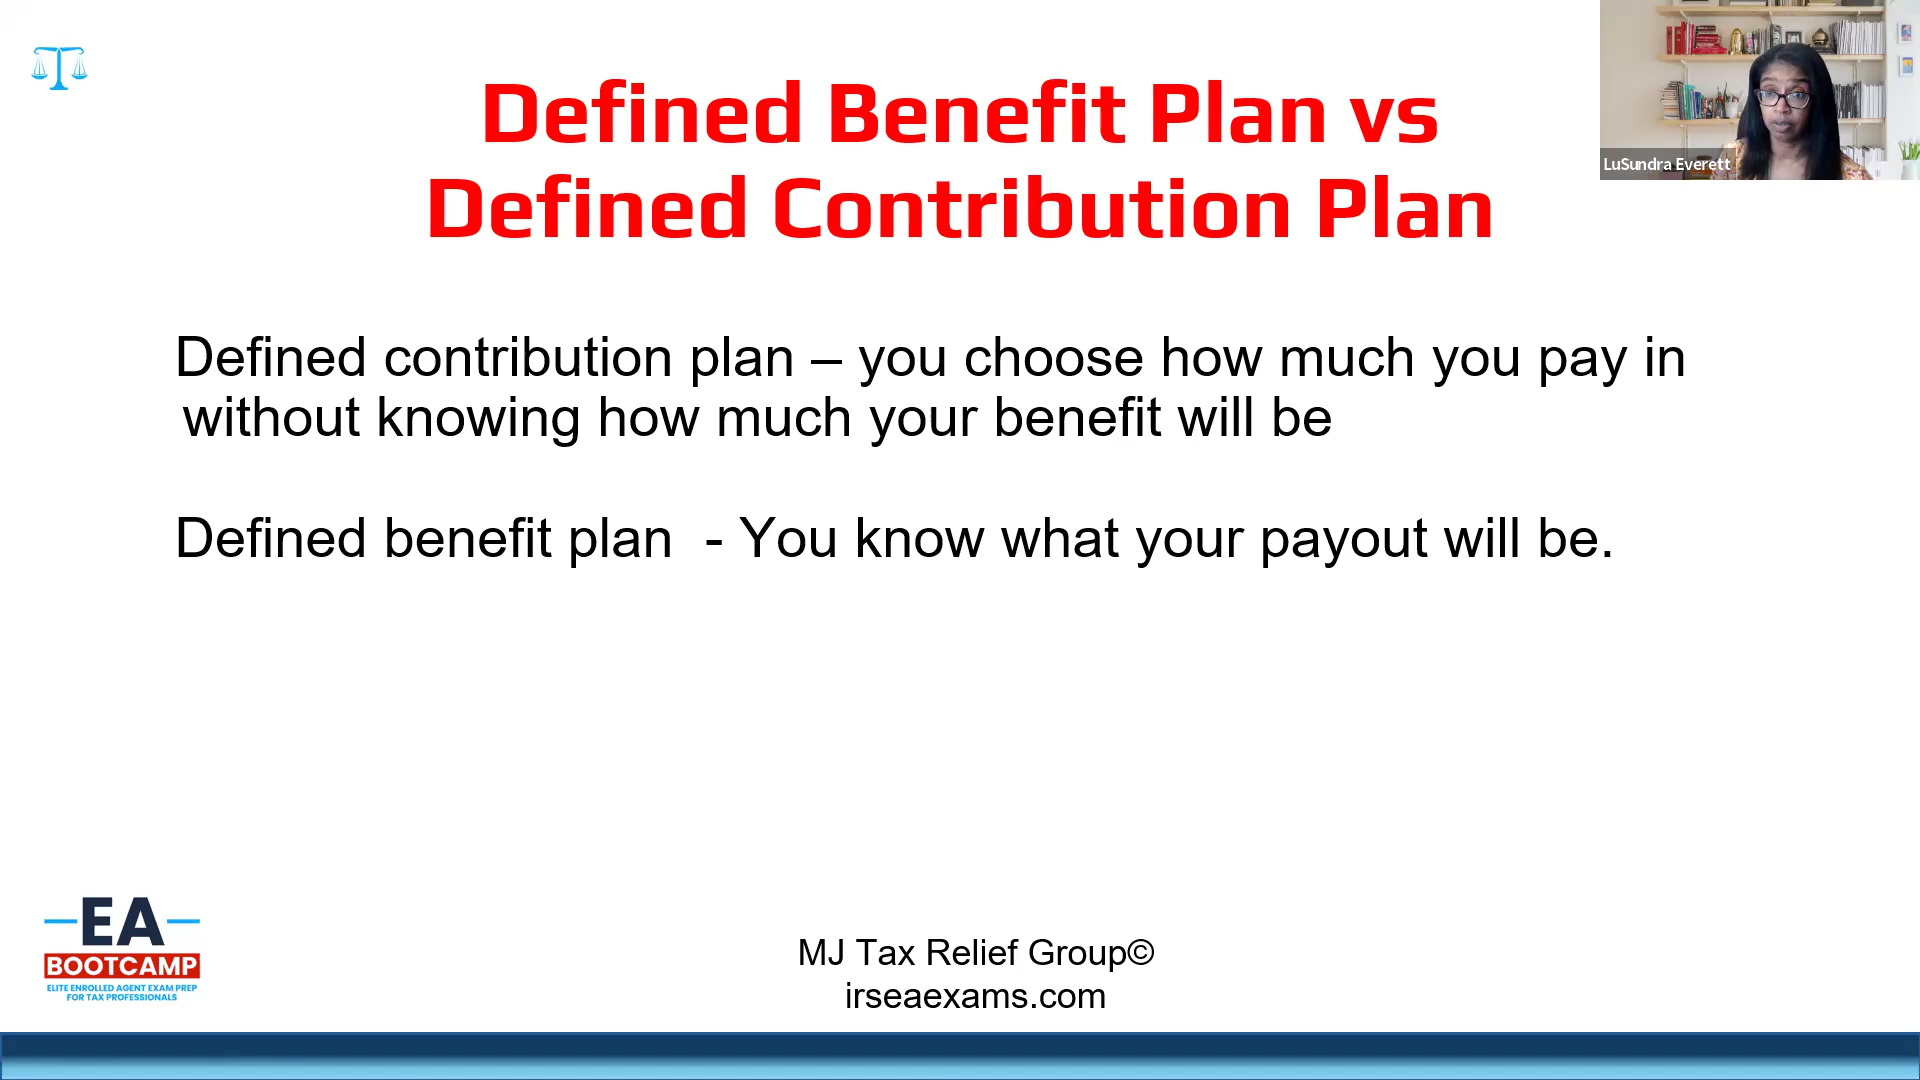 Defined Benefit Plan vs
Defined Contribution Plan
LuSundra Everett
Defined contribution plan – you choose how much you pay in
without knowing how much your benefit will be
Defined benefit plan  - You know what your payout will be.
EA
BOOTCAMP
ELITE ENROLLED AGENT EXAM PREP
FOR TAX PROFESSIONALS
MJ Tax Relief Group©
irseaexams.com